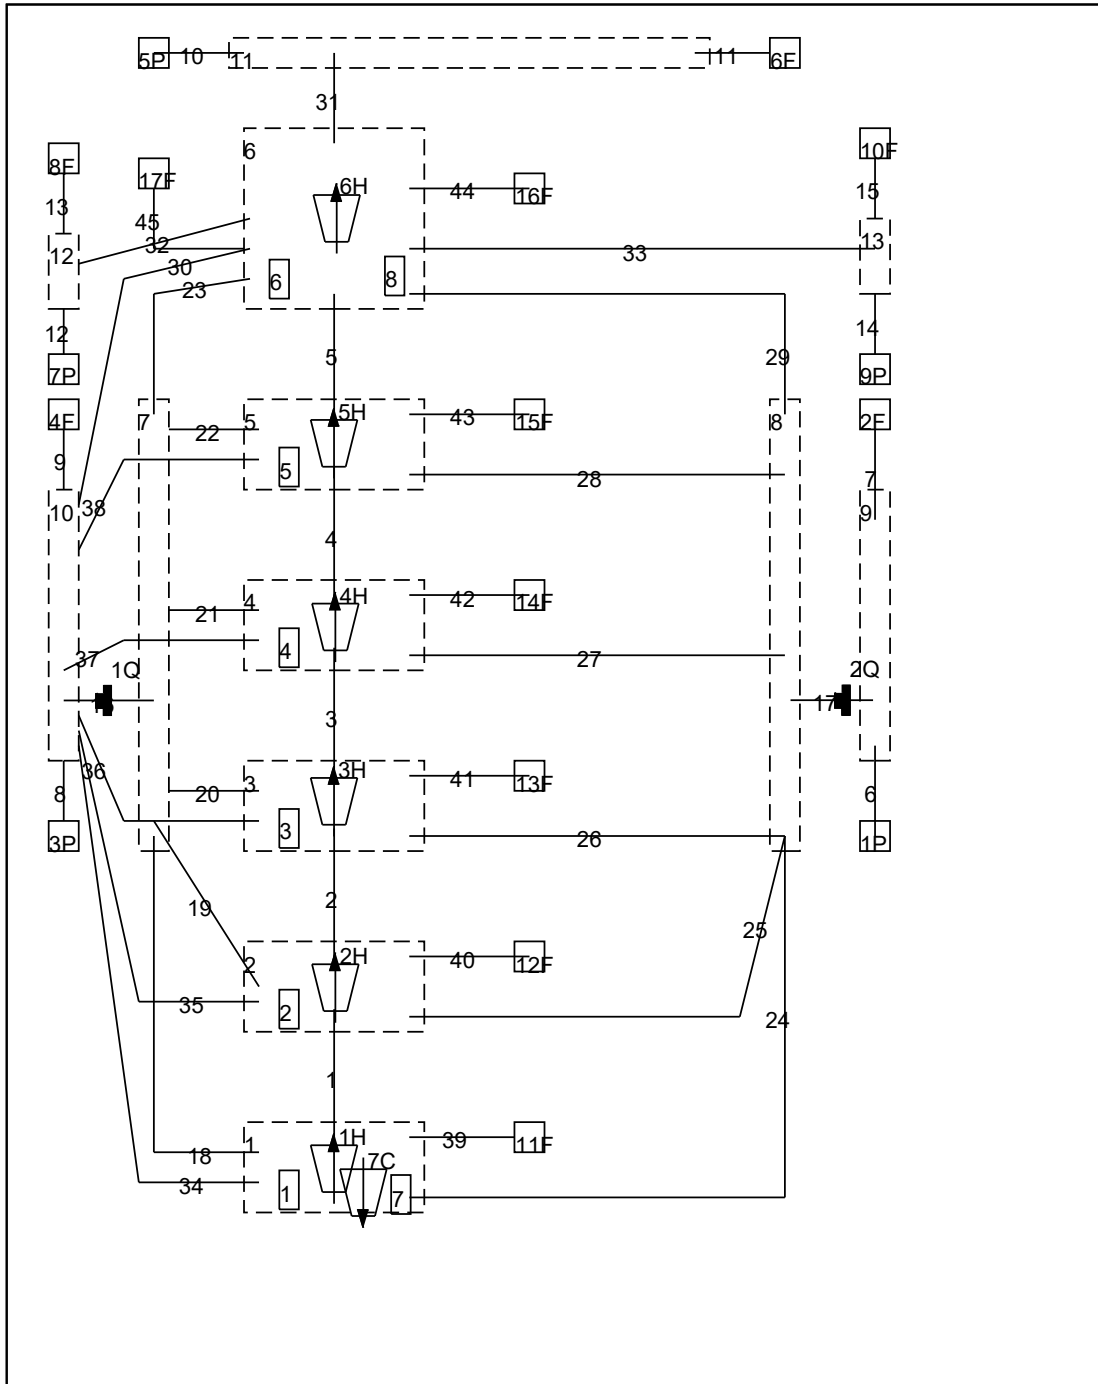 5P 10 11 11 6F
31
8F 17F 6 6H 44 16F 10F
13 45 32 15
12 30 23 6 8 33 13
12 5 29 14
7P 9P
4F 7 22 5 5H 43 15F 8 2F
9 38 5 28 7
10 9
4
21 4 4H 42 14F
37 1Q 4 27 2Q
16 17
3
36 20 3 3H 41 13F
8 3 26 6
3P 1P
19 2 25
2 2H 40 12F
35 2 24
1
18 1 1H 39 11F
34 1 7C 7